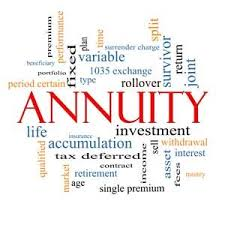 premium
performance
time
plan
surrender charge
split
beneficiary
fixed
variable
survivor
return
portfolio
1035 exchange
joint
period certain
type
rollover
ANNUITY
life
investment
qualified
insurance
accumulation
income
sell
withdrawal
tax deferred
asset
interest
market
contract
fees
retirement
money
age
single premium